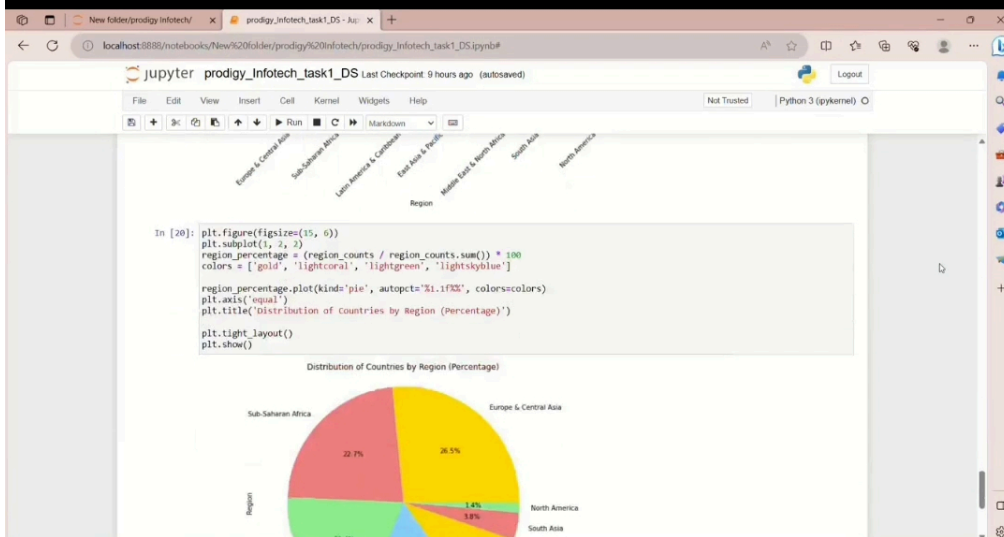 New folder/prodigy Infotech/
prodigy_Infotech_task1_DS - Jup
localhost:8888/notebooks/New%20folder/prodigy%20Infotech/prodigy_Infotech_task1_DS.ipynb#
jupyter prodigy_Infotech_task1_DS Last Checkpoint: 9 hours ago (autosaved)
Logout
File Edit View Insert Cell Kernel Widgets Help
Not Trusted
Python 3 (ipykernel)
Run
Markdown
Europe & Central Asia
Sub-Saharan Africa
Latin America & Caribbean
East Asia & Pacific
Middle East & North Africa
South Asia
North America
Region
In [20]: plt.figure(figsize=(15, 6))
plt.subplot(1, 2, 2)
region_percentage = (region_counts / region_counts.sum()) * 100
colors = ['gold', 'lightcoral', 'lightgreen', 'lightskyblue']
region_percentage.plot(kind='pie', autopct='%1.1f%%', colors=colors)
plt.axis('equal')
plt.title('Distribution of Countries by Region (Percentage)')
plt.tight_layout()
plt.show()
Distribution of Countries by Region (Percentage)
Europe & Central Asia
Sub-Saharan Africa
26.5%
22.7%
Region
1.4%
North America
3.8%
South Asia